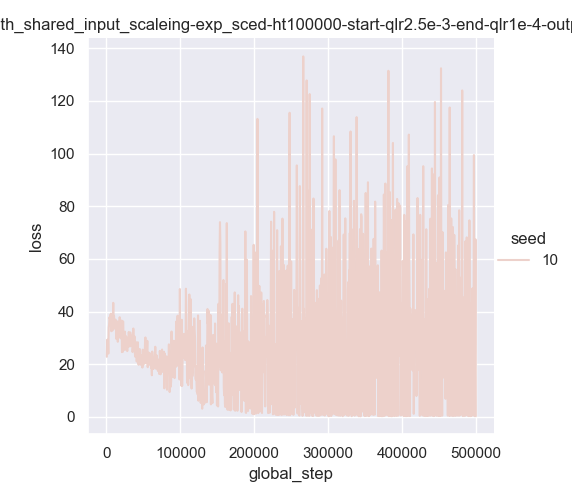 th_shared_input_scaleing-exp_sced-ht100000-start-qlr2.5e-3-end-qlr1e-4-outp
140
120
100
80
60
40
20
0
loss
0 100000 200000 300000 400000 500000
global_step
seed
10